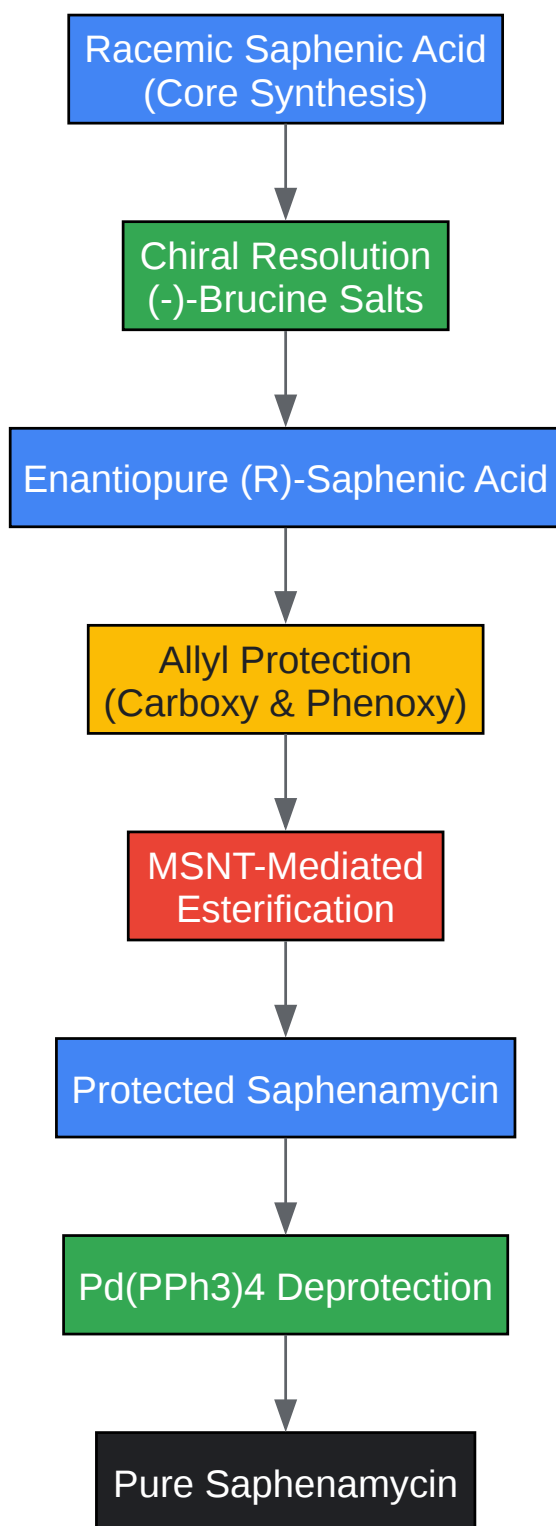 Racemic Saphenic Acid
(Core Synthesis)
Chiral Resolution
(-)-Brucine Salts
Enantiopure (R)-Saphenic Acid
Allyl Protection
(Carboxy & Phenoxy)
MSNT-Mediated
Esterification
Protected Saphenamycin
Pd(PPh3)4 Deprotection
Pure Saphenamycin